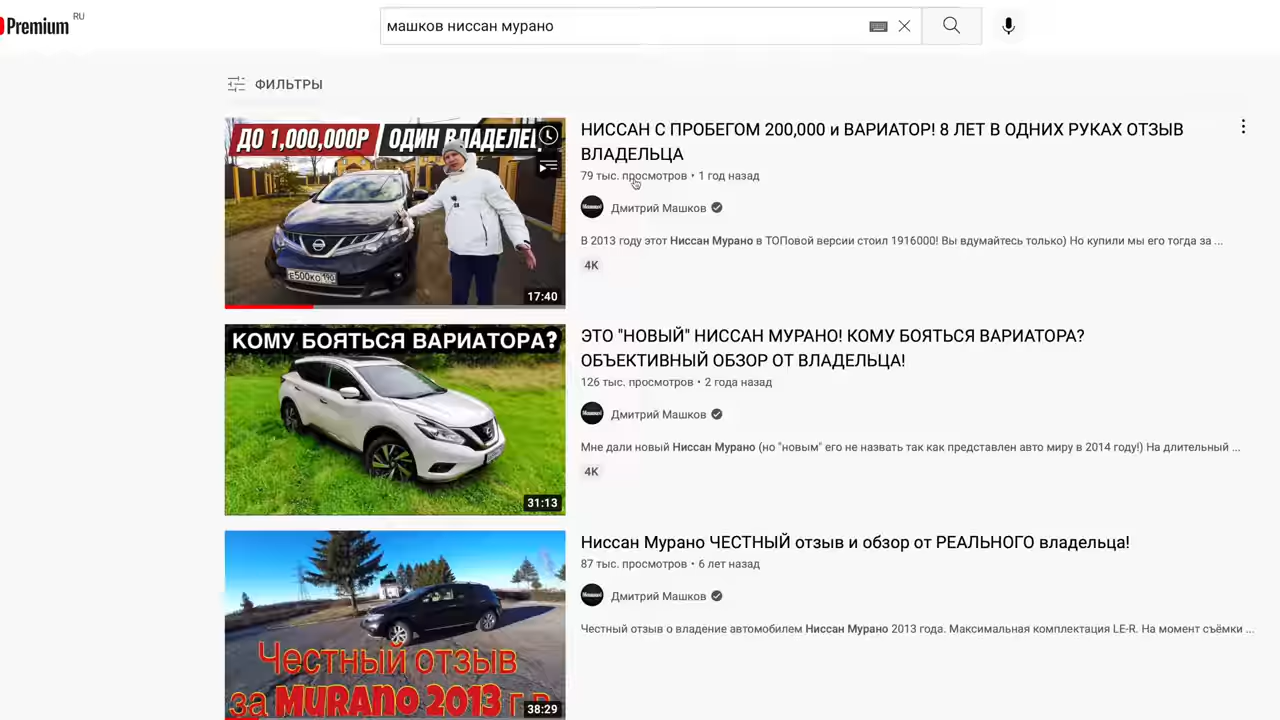 Premium RU
машков ниссан мурано
ФИЛЬТРЫ
ДО 1,000,000Р ОДИН ВЛАДЕЛЕЦ
E500KO 190
17:40
НИССАН С ПРОБЕГОМ 200,000 и ВАРИАТОР! 8 ЛЕТ В ОДНИХ РУКАХ ОТЗЫВ
ВЛАДЕЛЬЦА
79 тыс. просмотров • 1 год назад
Дмитрий Машков
В 2013 году этот Ниссан Мурано в ТОПовой версии стоил 1916000! Вы вдумайтесь только) Но купили мы его тогда за ...
4K
КОМУ БОЯТЬСЯ ВАРИАТОРА?
31:13
ЭТО "НОВЫЙ" НИССАН МУРАНО! КОМУ БОЯТЬСЯ ВАРИАТОРА?
ОБЪЕКТИВНЫЙ ОБЗОР ОТ ВЛАДЕЛЬЦА!
126 тыс. просмотров • 2 года назад
Дмитрий Машков
Мне дали новый Ниссан Мурано (но "новым" его не назвать так как представлен авто миру в 2014 году!) На длительный ...
4K
Честный отзыв
за MURANO 2013 г.в.
38:29
Ниссан Мурано ЧЕСТНЫЙ отзыв и обзор от РЕАЛЬНОГО владельца!
87 тыс. просмотров • 6 лет назад
Дмитрий Машков
Честный отзыв о владение автомобилем Ниссан Мурано 2013 года. Максимальная комплектация LE-R. На момент съёмки ...